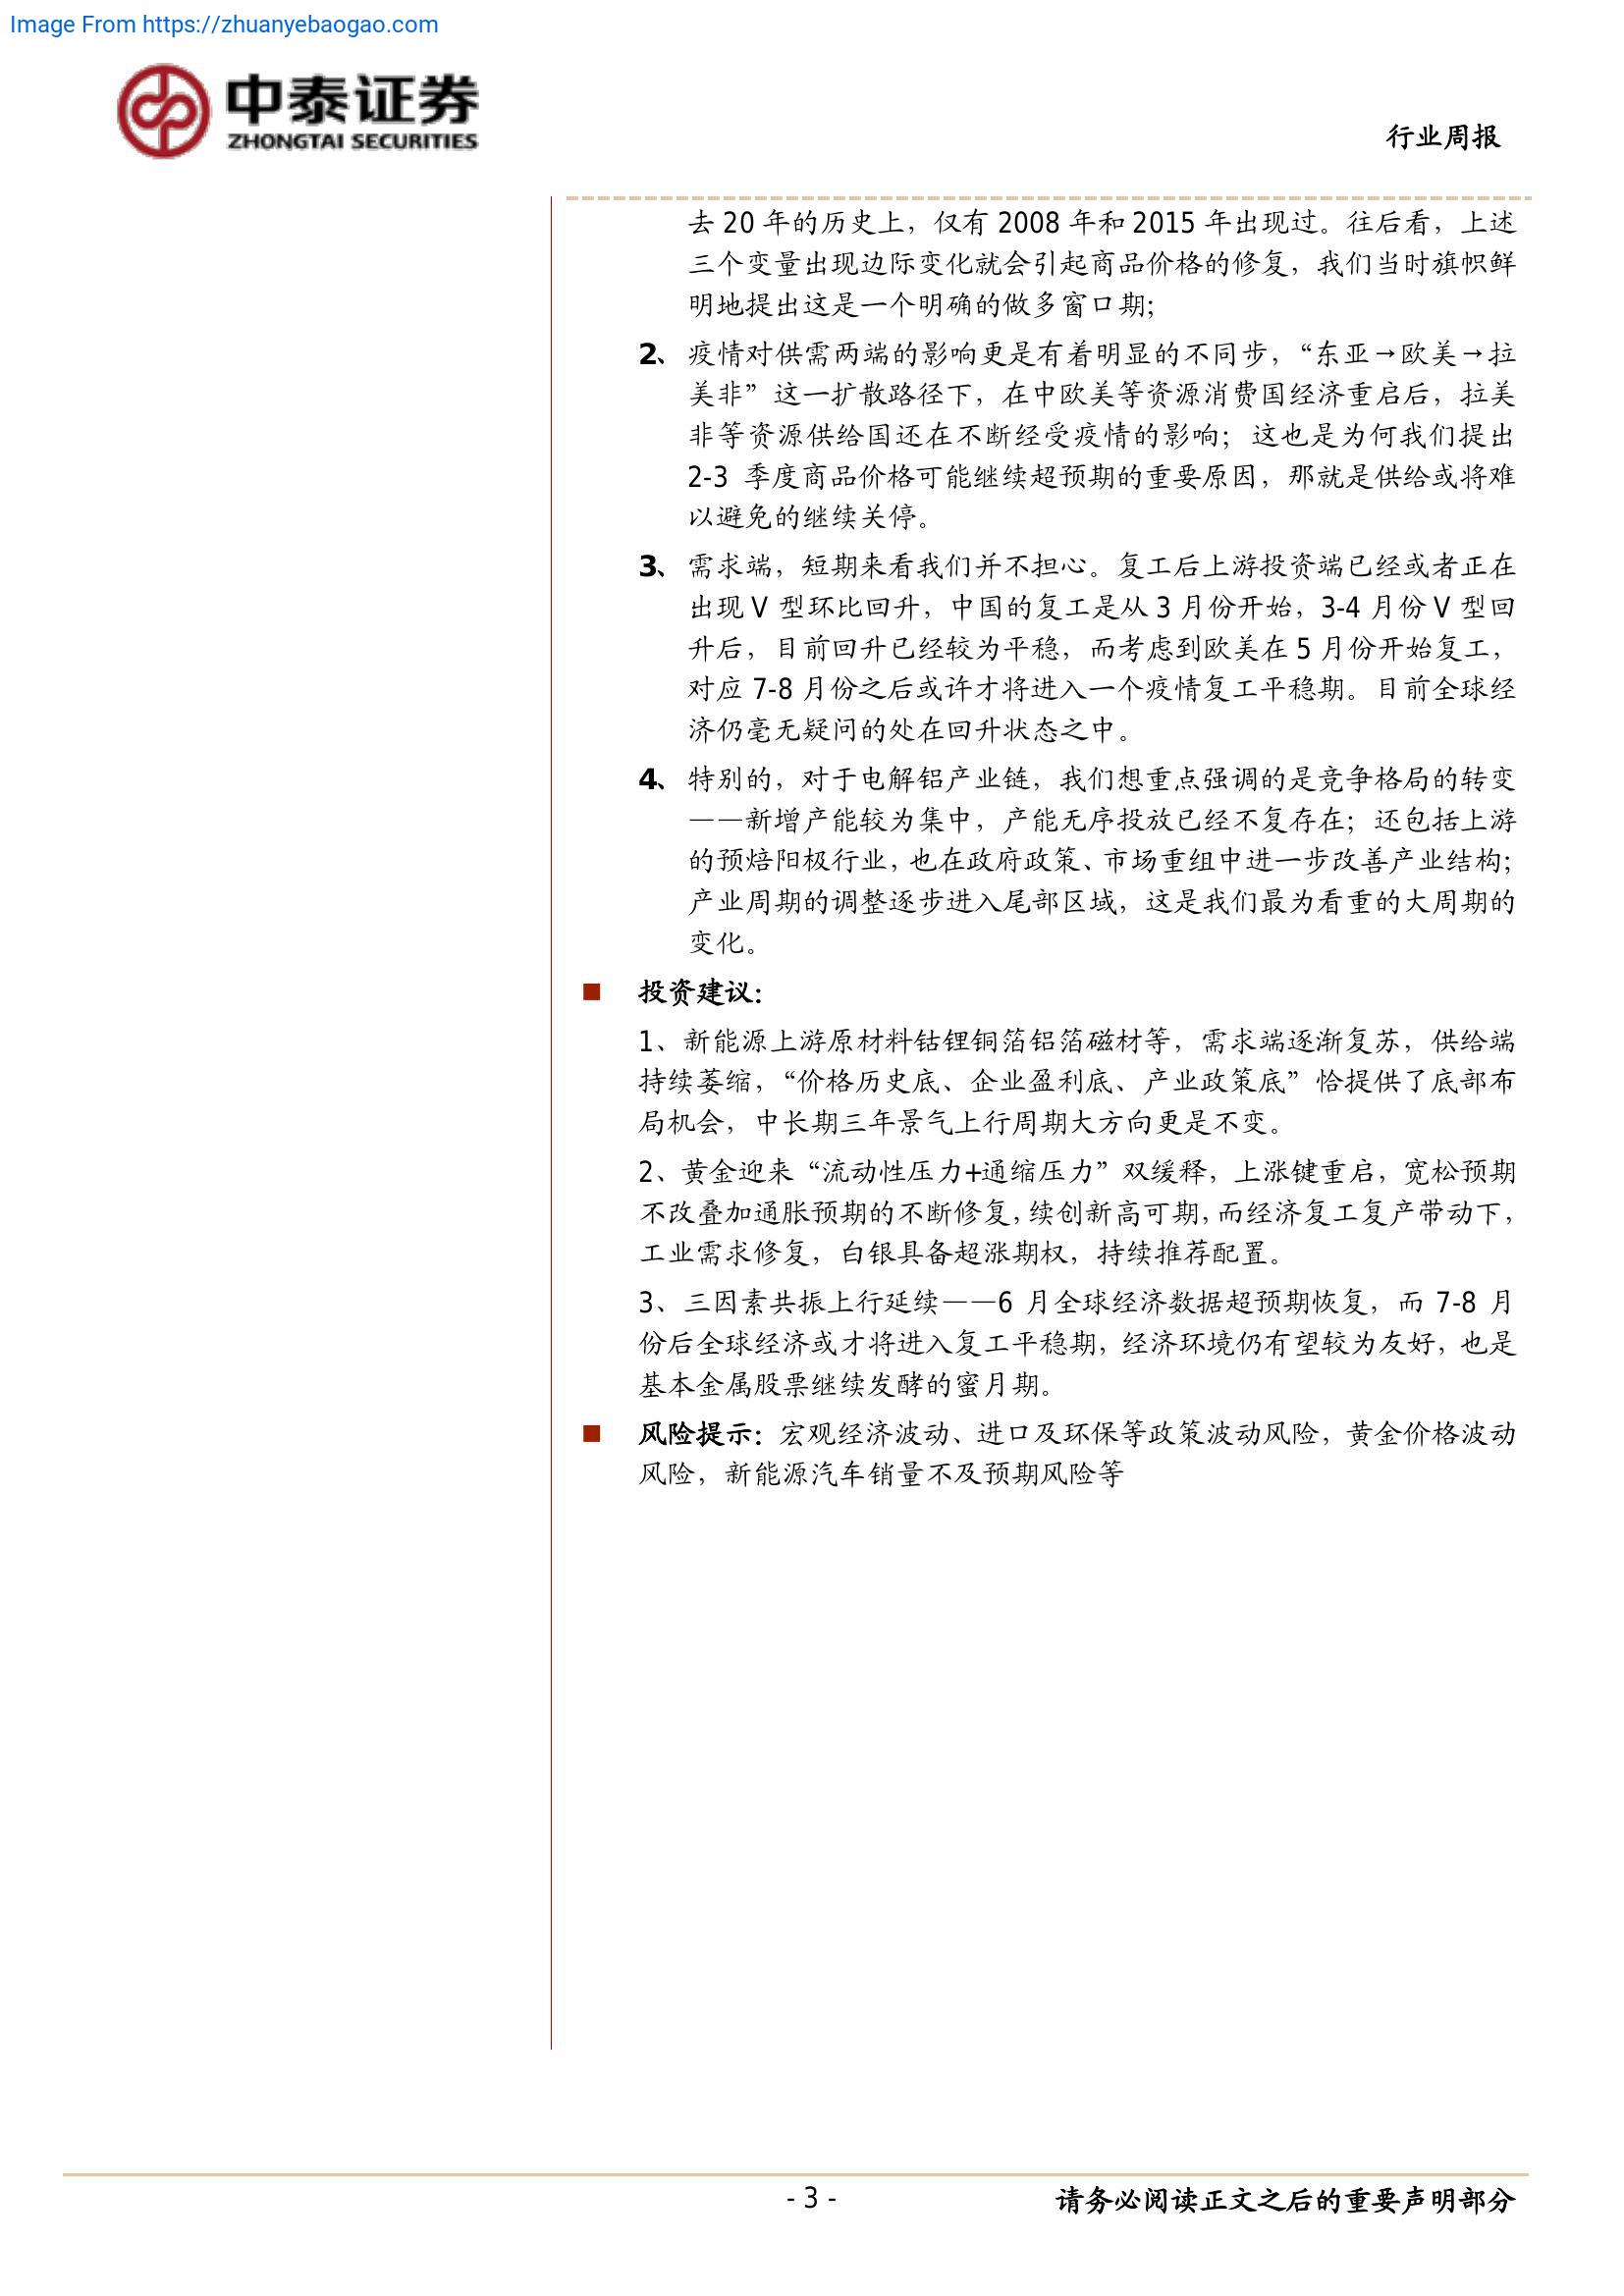 Image From https://zhuanyebaogao.com
中泰证券
ZHONGTAI SECURITIES
行业周报
去 20 年的历史上，仅有 2008 年和 2015 年出现过。往后看，上述
三个变量出现边际变化就会引起商品价格的修复，我们当时旗帜鲜
明地提出这是一个明确的做多窗口期；
2、疫情对供需两端的影响更是有着明显的不同步，“东亚→欧美→拉
美非”这一扩散路径下，在中欧美等资源消费国经济重启后，拉美
非等资源供给国还在不断经受疫情的影响；这也是为何我们提出
2-3 季度商品价格可能继续超预期的重要原因，那就是供给或将难
以避免的继续关停。
3、需求端，短期来看我们并不担心。复工后上游投资端已经或者正在
出现 V 型环比回升，中国的复工是从 3 月份开始，3-4 月份 V 型回
升后，目前回升已经较为平稳，而考虑到欧美在 5 月份开始复工，
对应 7-8 月份之后或许才将进入一个疫情复工平稳期。目前全球经
济仍毫无疑问的处在回升状态之中。
4、特别的，对于电解铝产业链，我们想重点强调的是竞争格局的转变
——新增产能较为集中，产能无序投放已经不复存在；还包括上游
的预焙阳极行业，也在政府政策、市场重组中进一步改善产业结构；
产业周期的调整逐步进入尾部区域，这是我们最为看重的大周期的
变化。
■ 投资建议：
1、新能源上游原材料钴锂铜箔铝箔磁材等，需求端逐渐复苏，供给端
持续萎缩，“价格历史底、企业盈利底、产业政策底”恰提供了底部布
局机会，中长期三年景气上行周期大方向更是不变。
2、黄金迎来“流动性压力+通缩压力”双缓释，上涨键重启，宽松预期
不改叠加通胀预期的不断修复，续创新高可期，而经济复工复产带动下，
工业需求修复，白银具备超涨期权，持续推荐配置。
3、三因素共振上行延续——6 月全球经济数据超预期恢复，而 7-8 月
份后全球经济或才将进入复工平稳期，经济环境仍有望较为友好，也是
基本金属股票继续发酵的蜜月期。
■ 风险提示：宏观经济波动、进口及环保等政策波动风险，黄金价格波动
风险，新能源汽车销量不及预期风险等
- 3 -
请务必阅读正文之后的重要声明部分